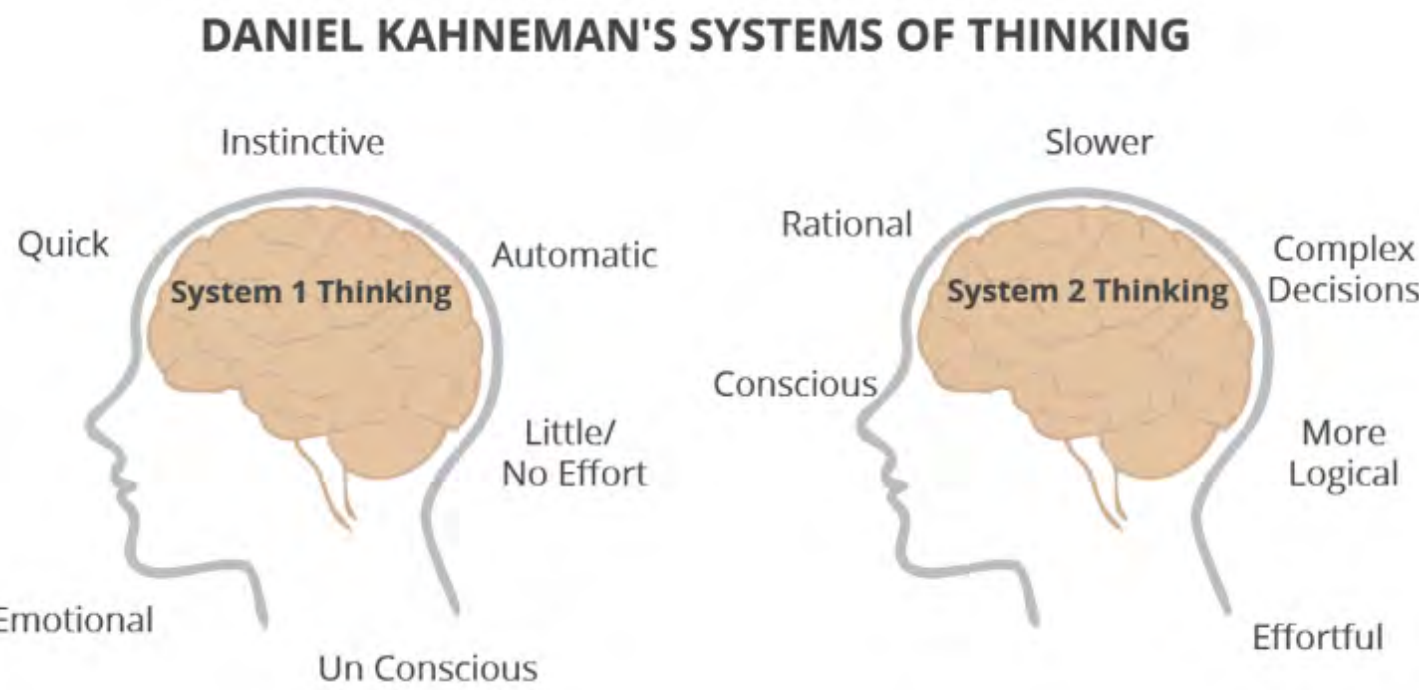 DANIEL KAHNEMAN'S SYSTEMS OF THINKING
Instinctive
Quick
Automatic
System 1 Thinking
Little/
No Effort
Emotional
Un Conscious
Slower
Rational
Complex
Decisions
System 2 Thinking
Conscious
More
Logical
Effortful